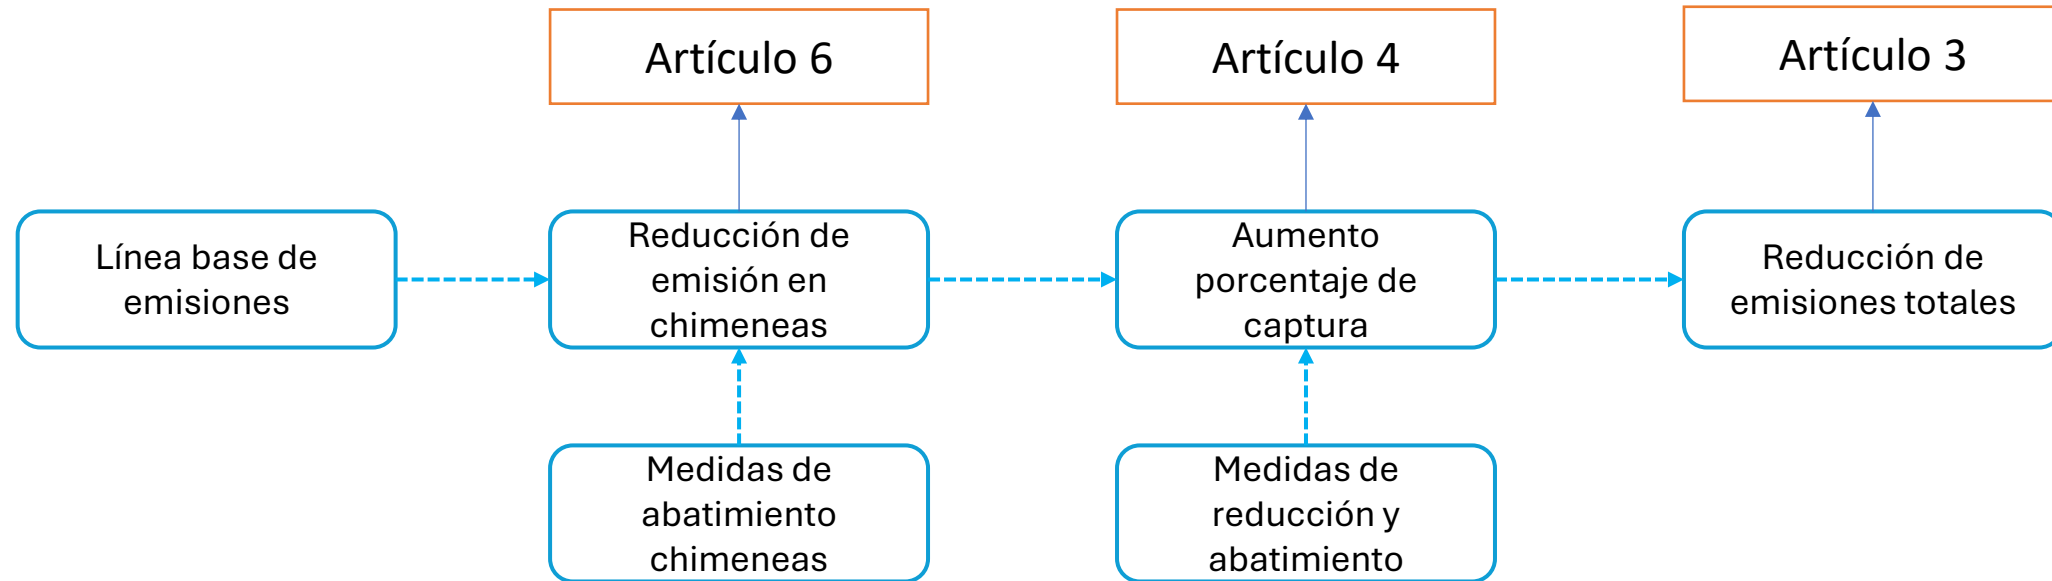 Artículo 6
Artículo 4
Artículo 3
Línea base de
emisiones
Reducción de
emisión en
chimeneas
Aumento
porcentaje de
captura
Reducción de
emisiones totales
Medidas de
abatimiento
chimeneas
Medidas de
reducción y
abatimiento